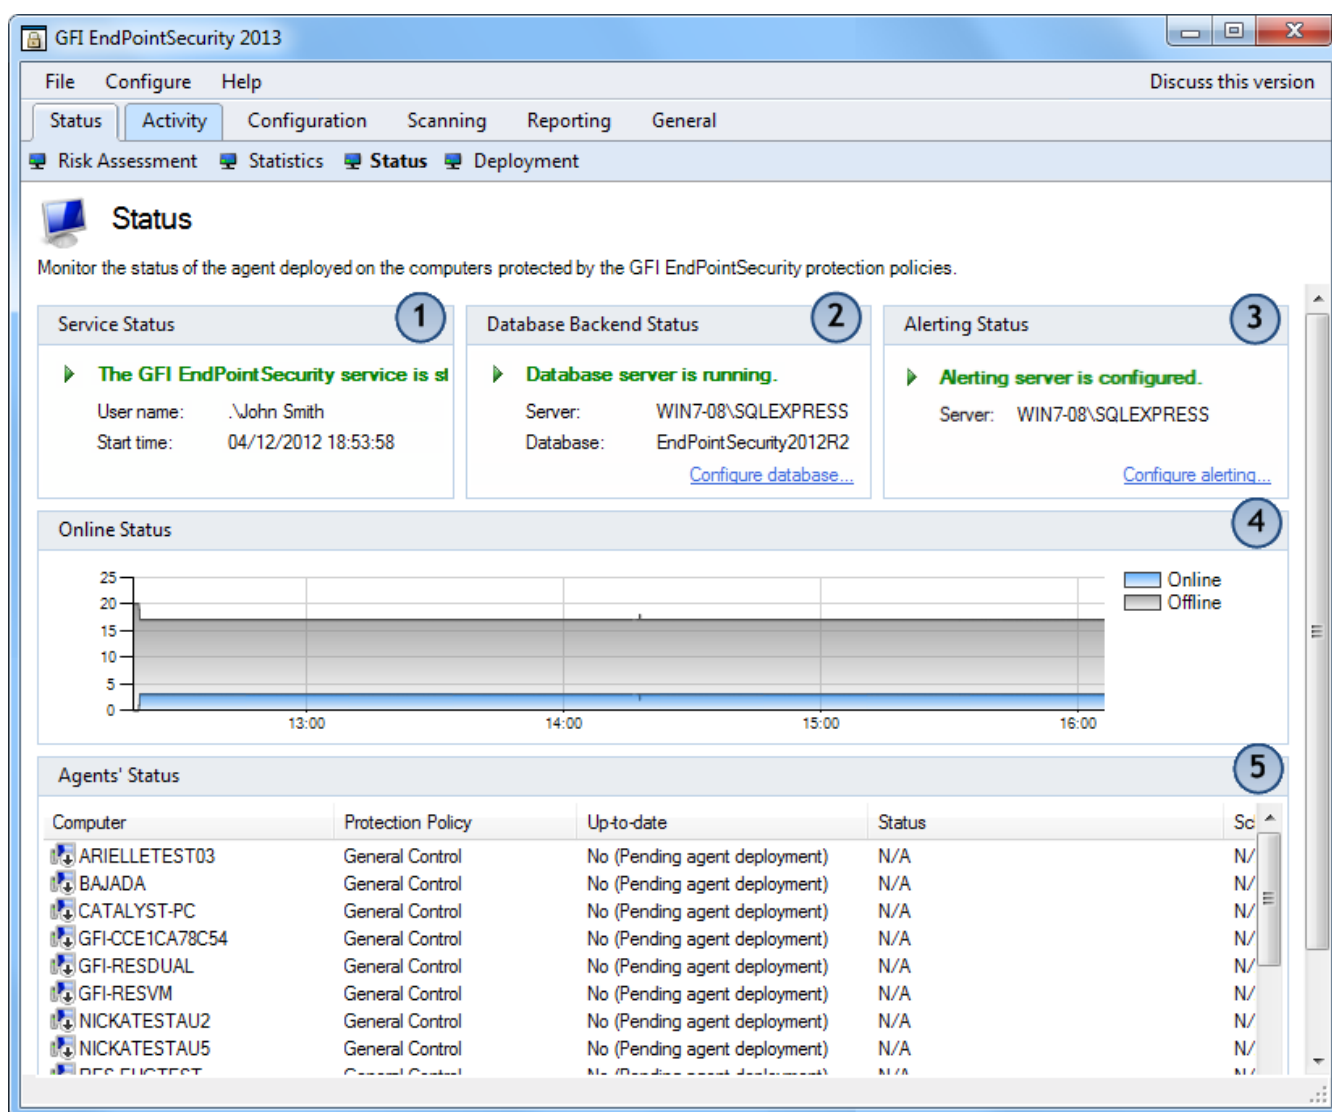 GFI EndPointSecurity 2013
File Configure Help Discuss this version
Status Activity Configuration Scanning Reporting General
Risk Assessment Statistics Status Deployment
Status
Monitor the status of the agent deployed on the computers protected by the GFI EndPointSecurity protection policies.
Service Status 1 Database Backend Status 2 Alerting Status 3
The GFI EndPointSecurity service is st Database server is running. Alerting server is configured.
User name: .\John Smith Server: WIN7-08\SQLEXPRESS Server: WIN7-08\SQLEXPRESS
Start time: 04/12/2012 18:53:58 Database: EndPointSecurity2012R2
Configure database... Configure alerting...
Online Status 4
25 Online
20 Offline
15
10
5
0
13:00 14:00 15:00 16:00
Agents' Status 5
Computer Protection Policy Up-to-date Status Scl
ARIELLETEST03 General Control No (Pending agent deployment) N/A N/
BAJADA General Control No (Pending agent deployment) N/A N/
CATALYST-PC General Control No (Pending agent deployment) N/A N/
GFI-CCE1CA78C54 General Control No (Pending agent deployment) N/A N/
GFI-RESDUAL General Control No (Pending agent deployment) N/A N/
GFI-RESVM General Control No (Pending agent deployment) N/A N/
NICKATESTAU2 General Control No (Pending agent deployment) N/A N/
NICKATESTAU5 General Control No (Pending agent deployment) N/A N/
General Control No (Pending agent deployment) N/A N/